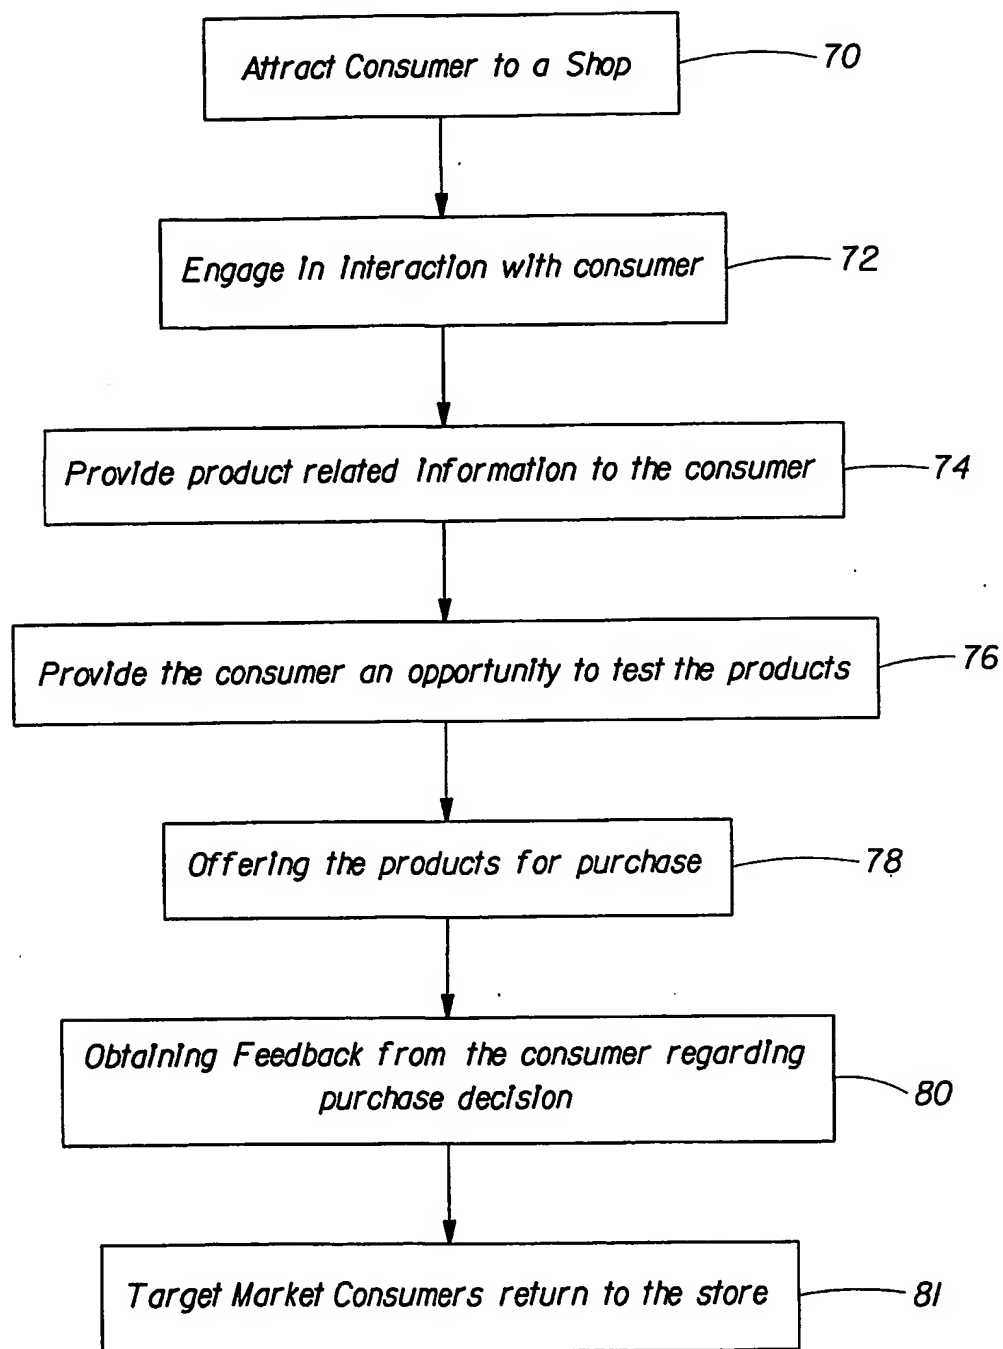 Attract Consumer to a Shop
70
Engage in interaction with consumer
72
Provide product related information to the consumer
74
Provide the consumer an opportunity to test the products
76
Offering the products for purchase
78
Obtaining Feedback from the consumer regarding
purchase decision
80
Target Market Consumers return to the store
81